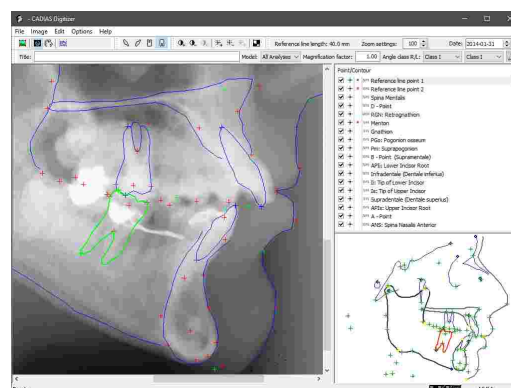 - CADIAS Digitizer
File Image Edit Options Help
Reference line length: 40.0 mm Zoom settings: 100 Date: 2014-01-31
Title: Model: All Analyses Magnification factor: 1.00 Angle class R/L: Class I Class I
Point/Contour
Reference line point 1
Reference line point 2
Spina Mentalis
D - Point
RGN: Retrognathion
Menton
Gnathion
PGo: Pogonion osseum
Pm: Suprapogonion
B - Point (Supramentale)
APIi: Lower Incisor Root
Infradentale (Dentale inferius)
Ii: Tip of Lower Incisor
Is: Tip of Upper Incisor
Supradentale (Dentale superius)
APIs: Upper Incisor Root
A - Point
ANS: Spina Nasalis Anterior